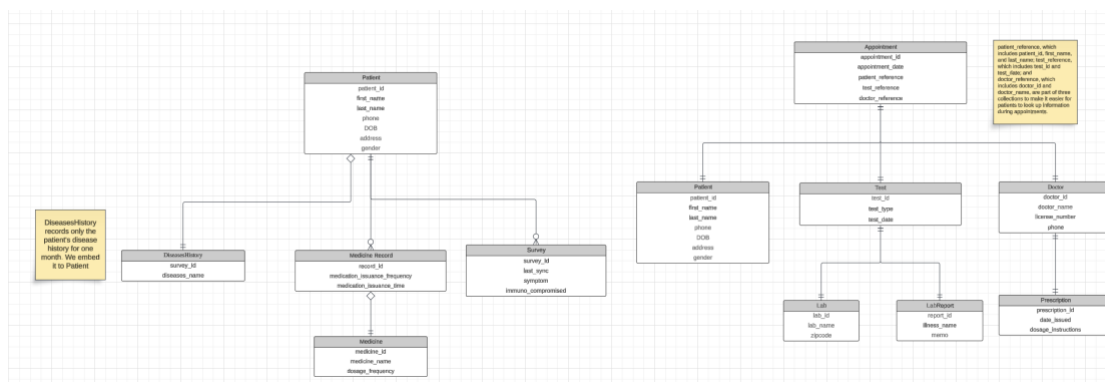 Patient
patient_id
first_name
last_name
phone
DOB
address
gender
DiseasesHistory
records only the
patient's disease
history for one
month. We embed
it to Patient
DiseasesHistory
survey_id
diseases_name
Medicine Record
record_id
medication_issuance_frequency
medication_issuance_time
Survey
survey_id
last_sync
symptom
immuno_compromised
Medicine
medicine_id
medicine_name
dosage_frequency
Appointment
appointment_id
appointment_date
patient_reference
test_reference
doctor_reference
patient_reference, which
includes patient_id, first_name,
and last_name; test_reference,
which includes test_id and
test_date; and
doctor_reference, which
includes doctor_id and
doctor_name, are part of three
collections to make it easier for
patients to look up information
during appointments
Patient
patient_id
first_name
last_name
phone
DOB
address
gender
Test
test_id
test_type
test_date
Doctor
doctor_id
doctor_name
license_number
phone
Lab
lab_id
lab_name
zipcode
LabReport
report_id
illness_name
memo
Prescription
prescription_id
date_issued
dosage_instructions